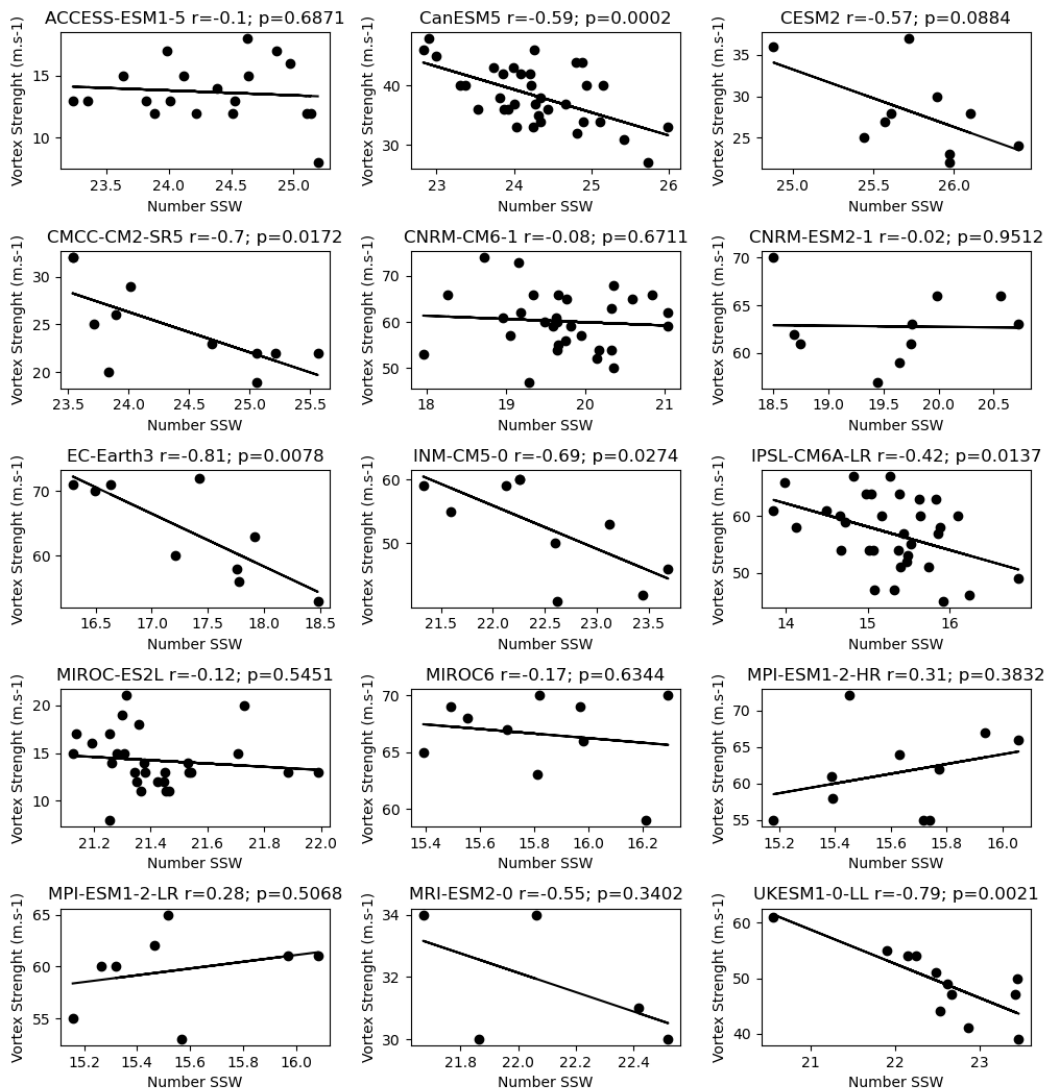 ACCESS-ESM1-5 r=-0.1; p=0.6871
CanESM5 r=-0.59; p=0.0002
CESM2 r=-0.57; p=0.0884
Vortex Strenght (m.s-1)
15
10
23.5 24.0 24.5 25.0
Number SSW
Vortex Strenght (m.s-1)
40
30
23 24 25 26
Number SSW
Vortex Strenght (m.s-1)
35
30
25
25.0 25.5 26.0
Number SSW
CMCC-CM2-SR5 r=-0.7; p=0.0172
CNRM-CM6-1 r=-0.08; p=0.6711
CNRM-ESM2-1 r=-0.02; p=0.9512
Vortex Strenght (m.s-1)
30
25
20
23.5 24.0 24.5 25.0 25.5
Number SSW
Vortex Strenght (m.s-1)
70
60
50
18 19 20 21
Number SSW
Vortex Strenght (m.s-1)
70
65
60
18.5 19.0 19.5 20.0 20.5
Number SSW
EC-Earth3 r=-0.81; p=0.0078
INM-CM5-0 r=-0.69; p=0.0274
IPSL-CM6A-LR r=-0.42; p=0.0137
Vortex Strenght (m.s-1)
70
60
16.5 17.0 17.5 18.0 18.5
Number SSW
Vortex Strenght (m.s-1)
60
50
21.5 22.0 22.5 23.0 23.5
Number SSW
Vortex Strenght (m.s-1)
60
50
14 15 16
Number SSW
MIROC-ES2L r=-0.12; p=0.5451
MIROC6 r=-0.17; p=0.6344
MPI-ESM1-2-HR r=0.31; p=0.3832
Vortex Strenght (m.s-1)
20
15
10
21.2 21.4 21.6 21.8 22.0
Number SSW
Vortex Strenght (m.s-1)
70
65
60
15.4 15.6 15.8 16.0 16.2
Number SSW
Vortex Strenght (m.s-1)
70
65
60
55
15.2 15.4 15.6 15.8 16.0
Number SSW
MPI-ESM1-2-LR r=0.28; p=0.5068
MRI-ESM2-0 r=-0.55; p=0.3402
UKESM1-0-LL r=-0.79; p=0.0021
Vortex Strenght (m.s-1)
65
60
55
15.2 15.4 15.6 15.8 16.0
Number SSW
Vortex Strenght (m.s-1)
34
32
30
21.8 22.0 22.2 22.4
Number SSW
Vortex Strenght (m.s-1)
60
50
40
21 22 23
Number SSW